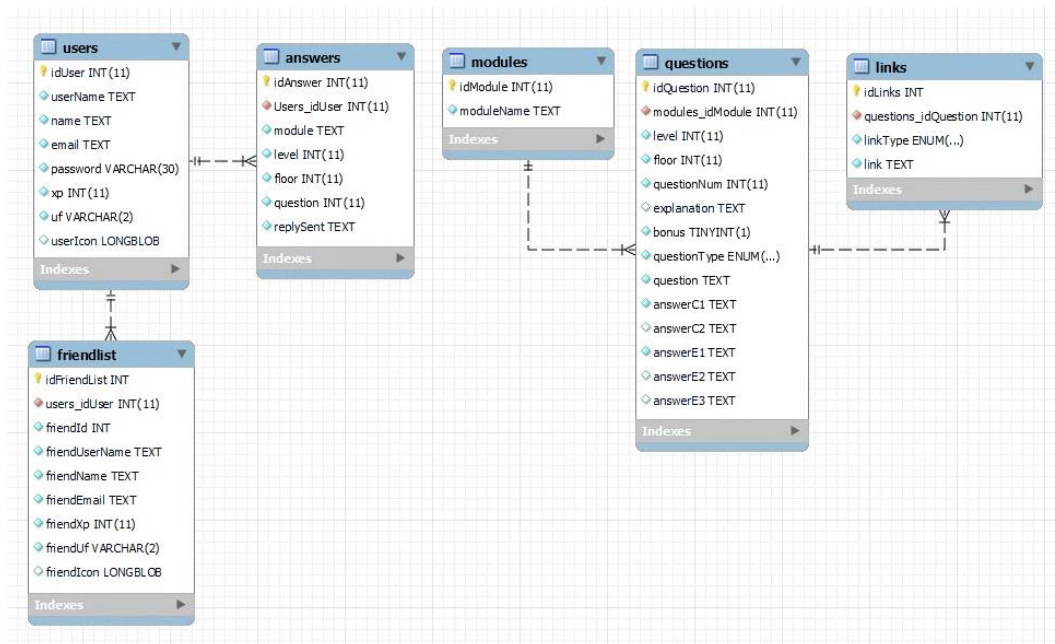 users
idUser INT(11)
userName TEXT
name TEXT
email TEXT
password VARCHAR(30)
xp INT(11)
uf VARCHAR(2)
userIcon LONGBLOB
Indexes
answers
idAnswer INT(11)
Users_idUser INT(11)
module TEXT
level INT(11)
floor INT(11)
question INT(11)
replySent TEXT
Indexes
modules
idModule INT(11)
moduleName TEXT
Indexes
questions
idQuestion INT(11)
modules_idModule INT(11)
level INT(11)
floor INT(11)
questionNum INT(11)
explanation TEXT
bonus TINYINT(1)
questionType ENUM(...)
question TEXT
answerC1 TEXT
answerC2 TEXT
answerE1 TEXT
answerE2 TEXT
answerE3 TEXT
Indexes
links
idLinks INT
questions_idQuestion INT(11)
linkType ENUM(...)
link TEXT
Indexes
friendlist
idFriendList INT
users_idUser INT(11)
friendId INT
friendUserName TEXT
friendName TEXT
friendEmail TEXT
friendXp INT(11)
friendUf VARCHAR(2)
friendIcon LONGBLOB
Indexes